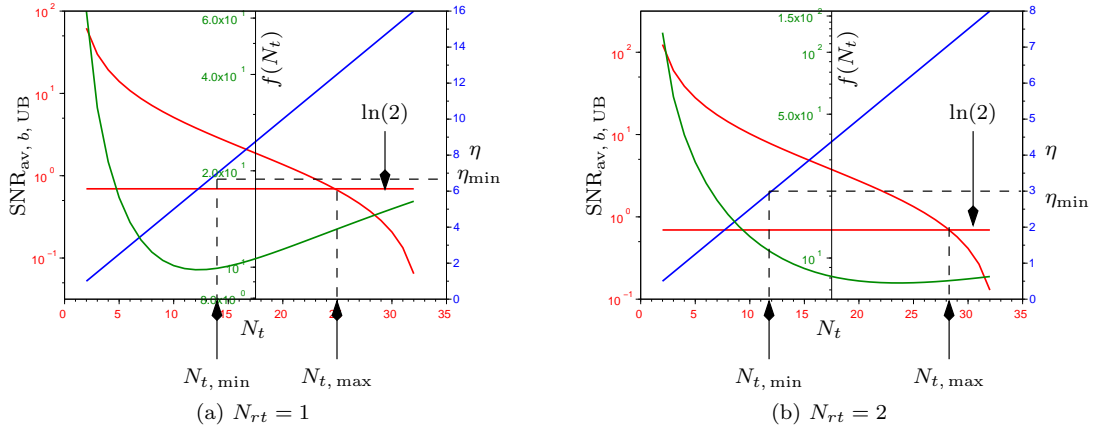 10^2
10^1
10^0
10^-1
SNR_av, b, UB
6.0x10^1
4.0x10^1
2.0x10^1
10^1
8.0x10^0
f(N_t)
16
14
12
10
8
6
4
2
0
ln(2)
η
η_min
0 5 10 15 20 25 30 35
N_t
N_t, min N_t, max
(a) N_rt = 1
10^2
10^1
10^0
10^-1
SNR_av, b, UB
1.5x10^2
10^2
5.0x10^1
10^1
f(N_t)
8
7
6
5
4
3
2
1
0
ln(2)
η
η_min
0 5 10 15 20 25 30 35
N_t
N_t, min N_t, max
(b) N_rt = 2